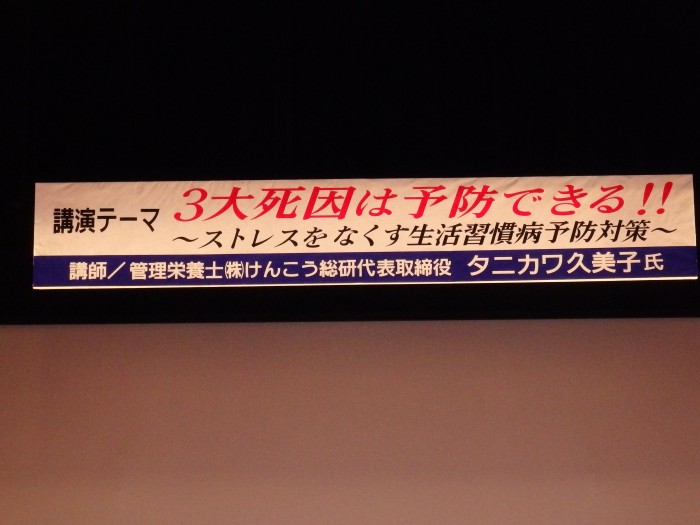 講演テーマ
3大死因は予防できる!!
～ストレスをなくす生活習慣病予防対策～
講師／管理栄養士㈱けんこう総研代表取締役 タニカワ久美子氏